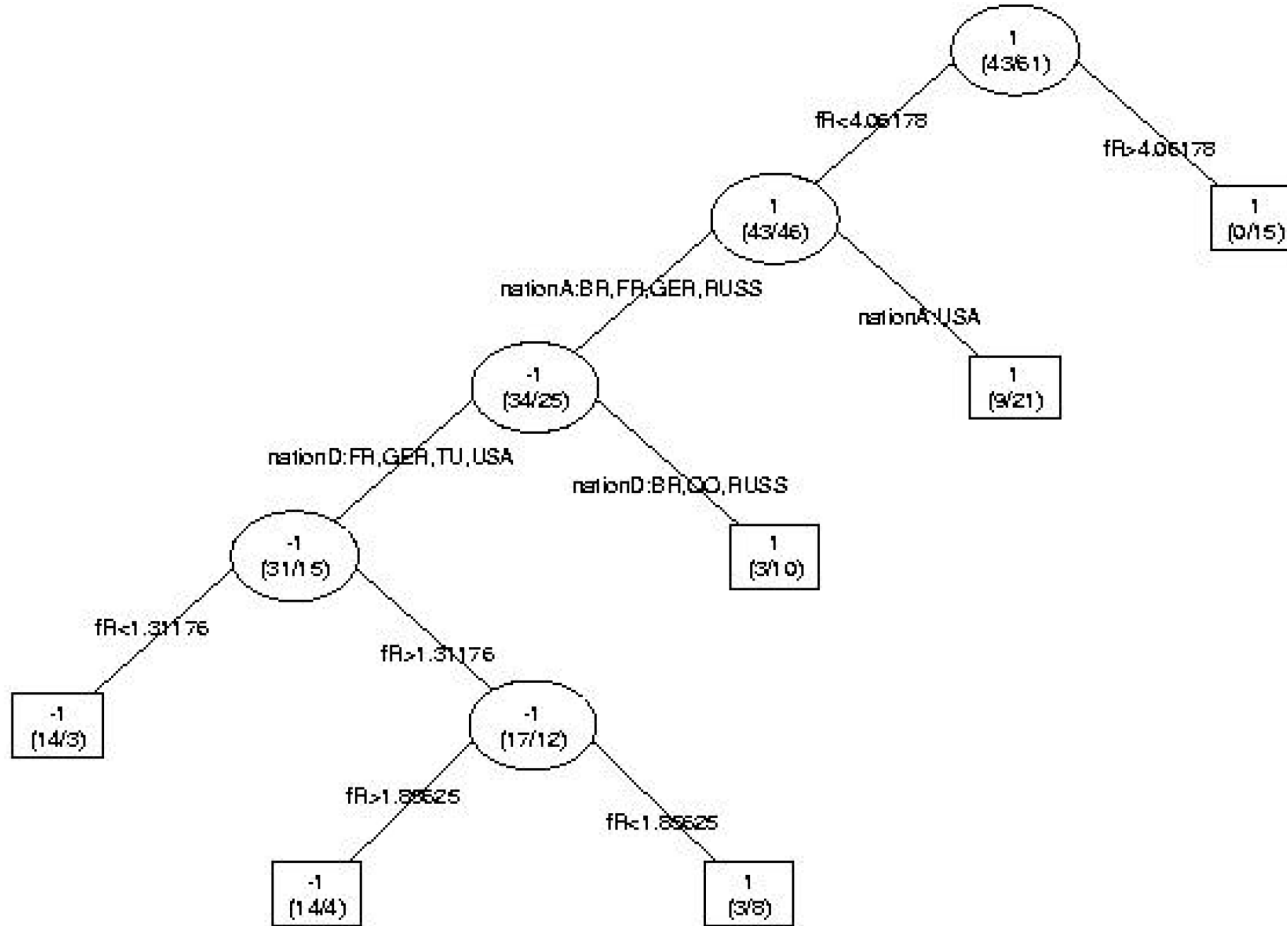 1
(43/61)
fR<4.06178
fR>4.06178
1
(43/46)
1
(0/15)
nationA:BR,FR,GER,RUSS
nationA:USA
-1
(34/25)
1
(9/21)
nationD:FR,GER,TU,USA
nationD:BR,CO,RUSS
-1
(31/15)
1
(3/10)
fR<1.31176
fR>1.31176
-1
(14/3)
-1
(17/12)
fR>1.85625
fR<1.85625
-1
(14/4)
1
(3/8)